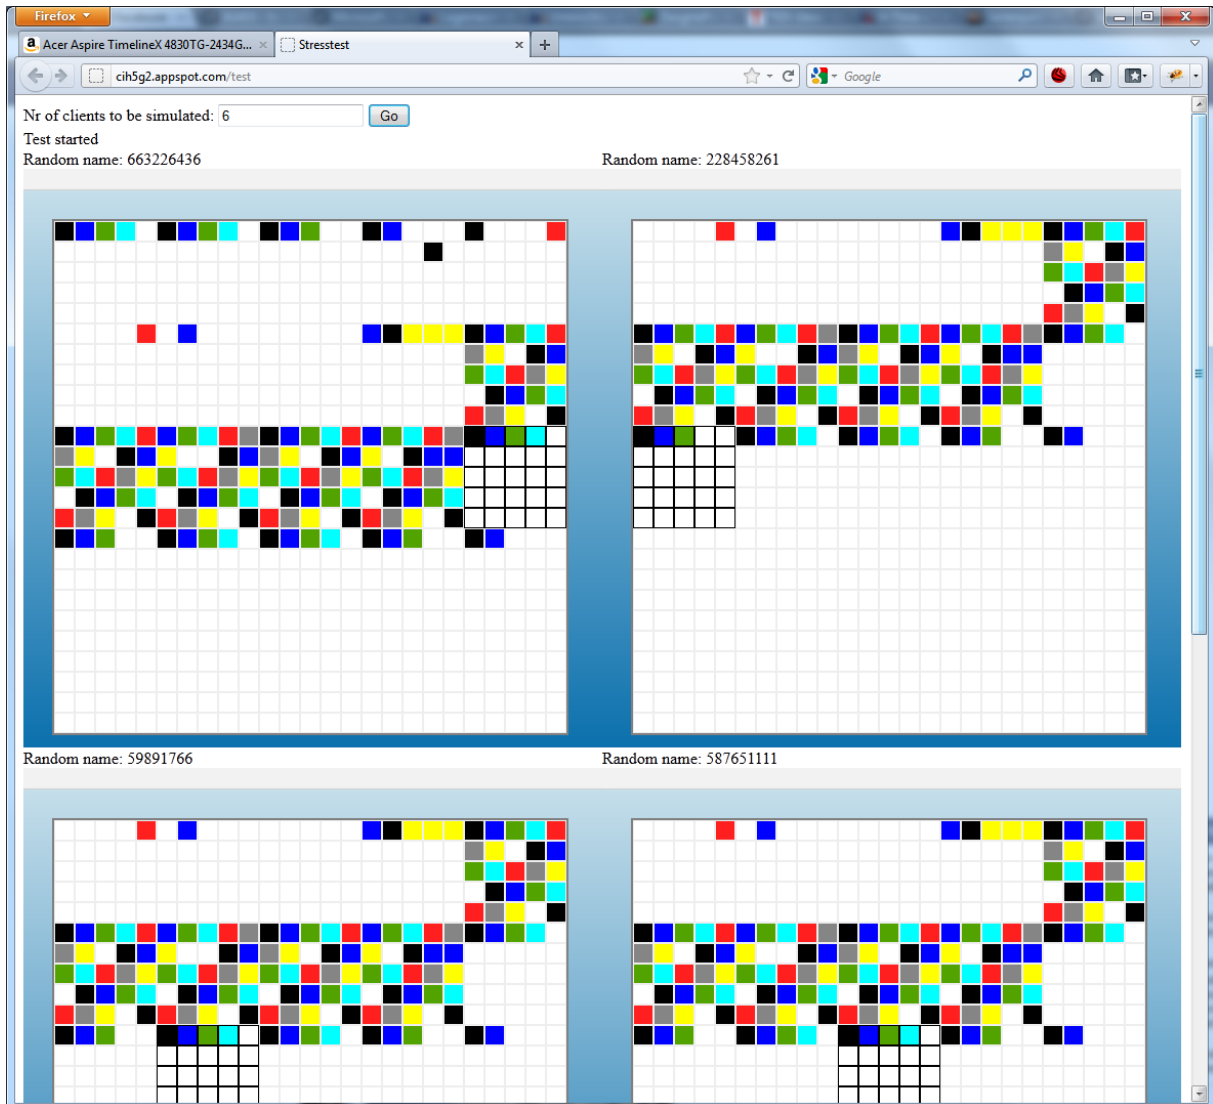 Firefox
Acer Aspire TimelineX 4830TG-2434G...
Stresstest
cih5g2.appspot.com/test
Google
Nr of clients to be simulated: 6 Go
Test started
Random name: 663226436
Random name: 228458261
Random name: 59891766
Random name: 587651111